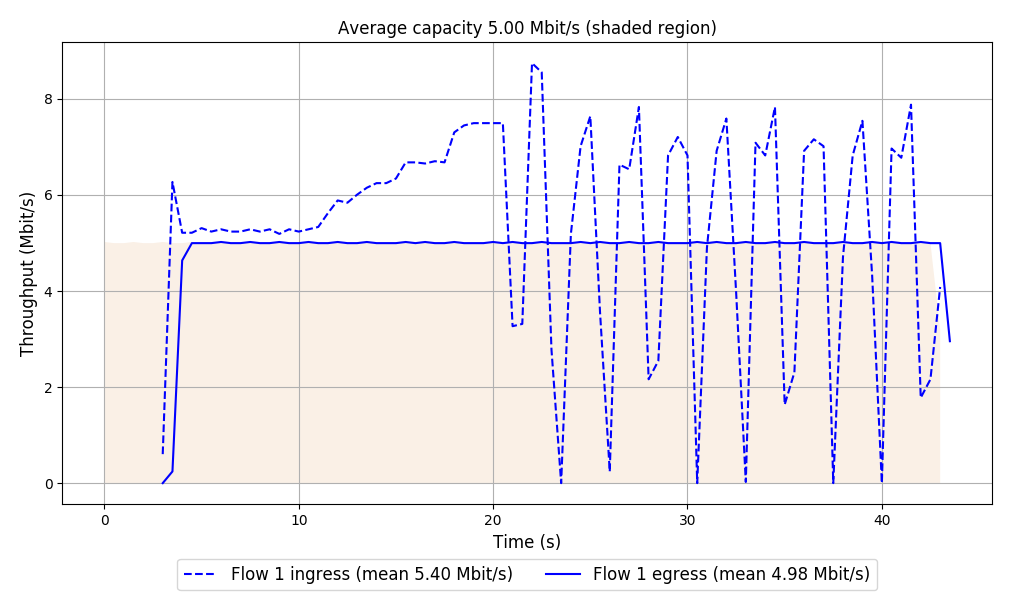 Average capacity 5.00 Mbit/s (shaded region)
Throughput (Mbit/s)
8
6
4
2
0
0 10 20 30 40
Time (s)
Flow 1 ingress (mean 5.40 Mbit/s) Flow 1 egress (mean 4.98 Mbit/s)